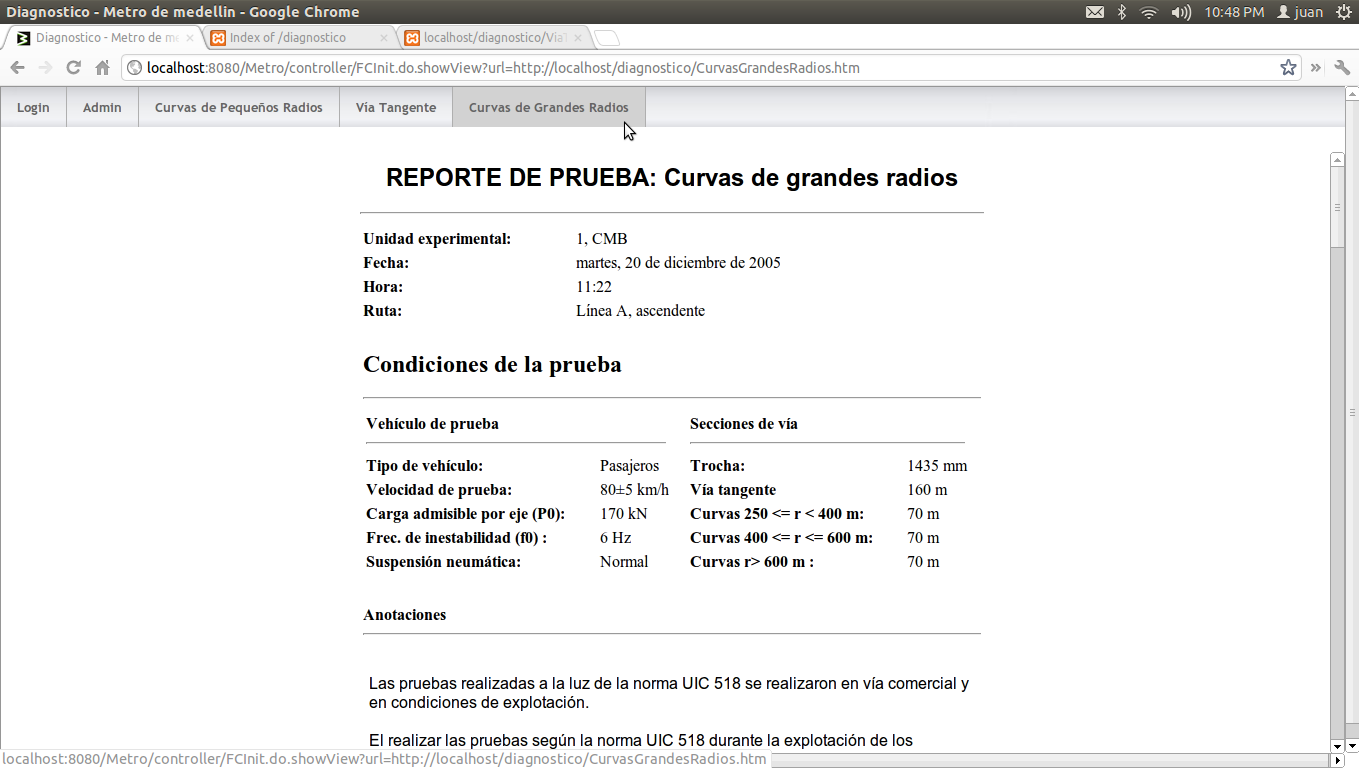 Diagnostico - Metro de medellin - Google Chrome
10:48 PM juan
Diagnostico - Metro de me
Index of /diagnostico
localhost/diagnostico/ViaT
localhost:8080/Metro/controller/FCInit.do.showView?url=http://localhost/diagnostico/CurvasGrandesRadios.htm
Login Admin Curvas de Pequeños Radios Vía Tangente Curvas de Grandes Radios
REPORTE DE PRUEBA: Curvas de grandes radios
Unidad experimental: 1, CMB
Fecha: martes, 20 de diciembre de 2005
Hora: 11:22
Ruta: Línea A, ascendente
Condiciones de la prueba
Vehículo de prueba Secciones de vía
Tipo de vehículo: Pasajeros Trocha: 1435 mm
Velocidad de prueba: 80±5 km/h Vía tangente 160 m
Carga admisible por eje (P0): 170 kN Curvas 250 <= r < 400 m: 70 m
Frec. de inestabilidad (f0) : 6 Hz Curvas 400 <= r <= 600 m: 70 m
Suspensión neumática: Normal Curvas r> 600 m : 70 m
Anotaciones
Las pruebas realizadas a la luz de la norma UIC 518 se realizaron en vía comercial y
en condiciones de explotación.
El realizar las pruebas según la norma UIC 518 durante la explotación de los
localhost:8080/Metro/controller/FCInit.do.showView?url=http://localhost/diagnostico/CurvasGrandesRadios.htm